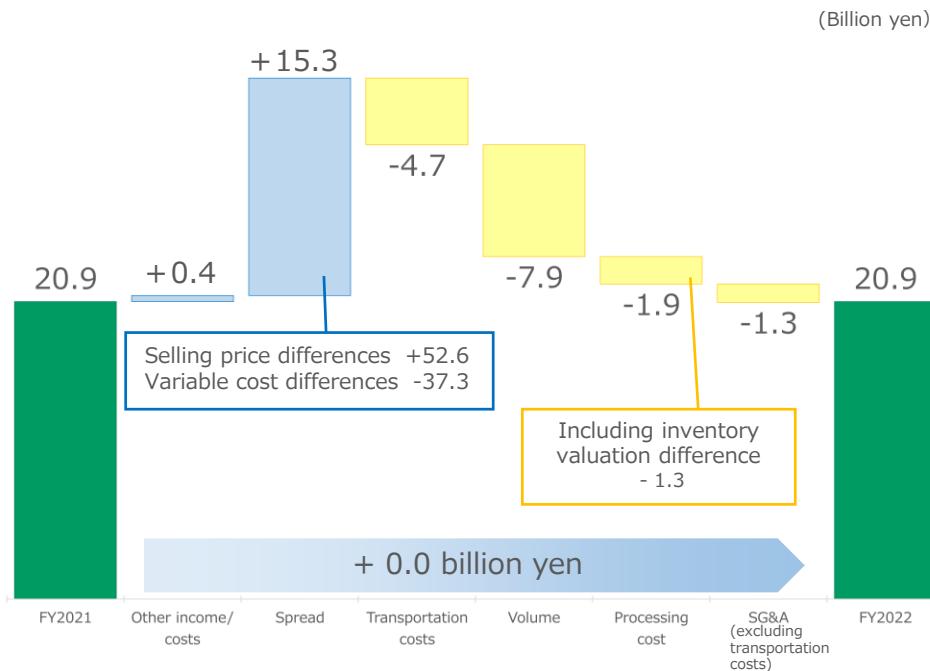 (Billion yen)
+15.3
-4.7
20.9
+0.4
-7.9
-1.9
-1.3
20.9
Selling price differences +52.6
Variable cost differences -37.3
Including inventory
valuation difference
- 1.3
+ 0.0 billion yen
FY2021
Other income/
costs
Spread
Transportation
costs
Volume
Processing
cost
SG&A
(excluding
transportation
costs)
FY2022